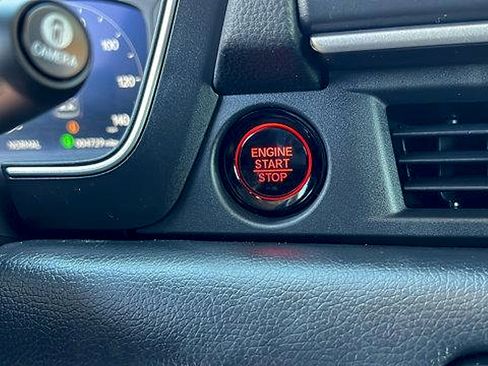 CAMERA
100
120
140
NORMAL
ENGINE
START
STOP